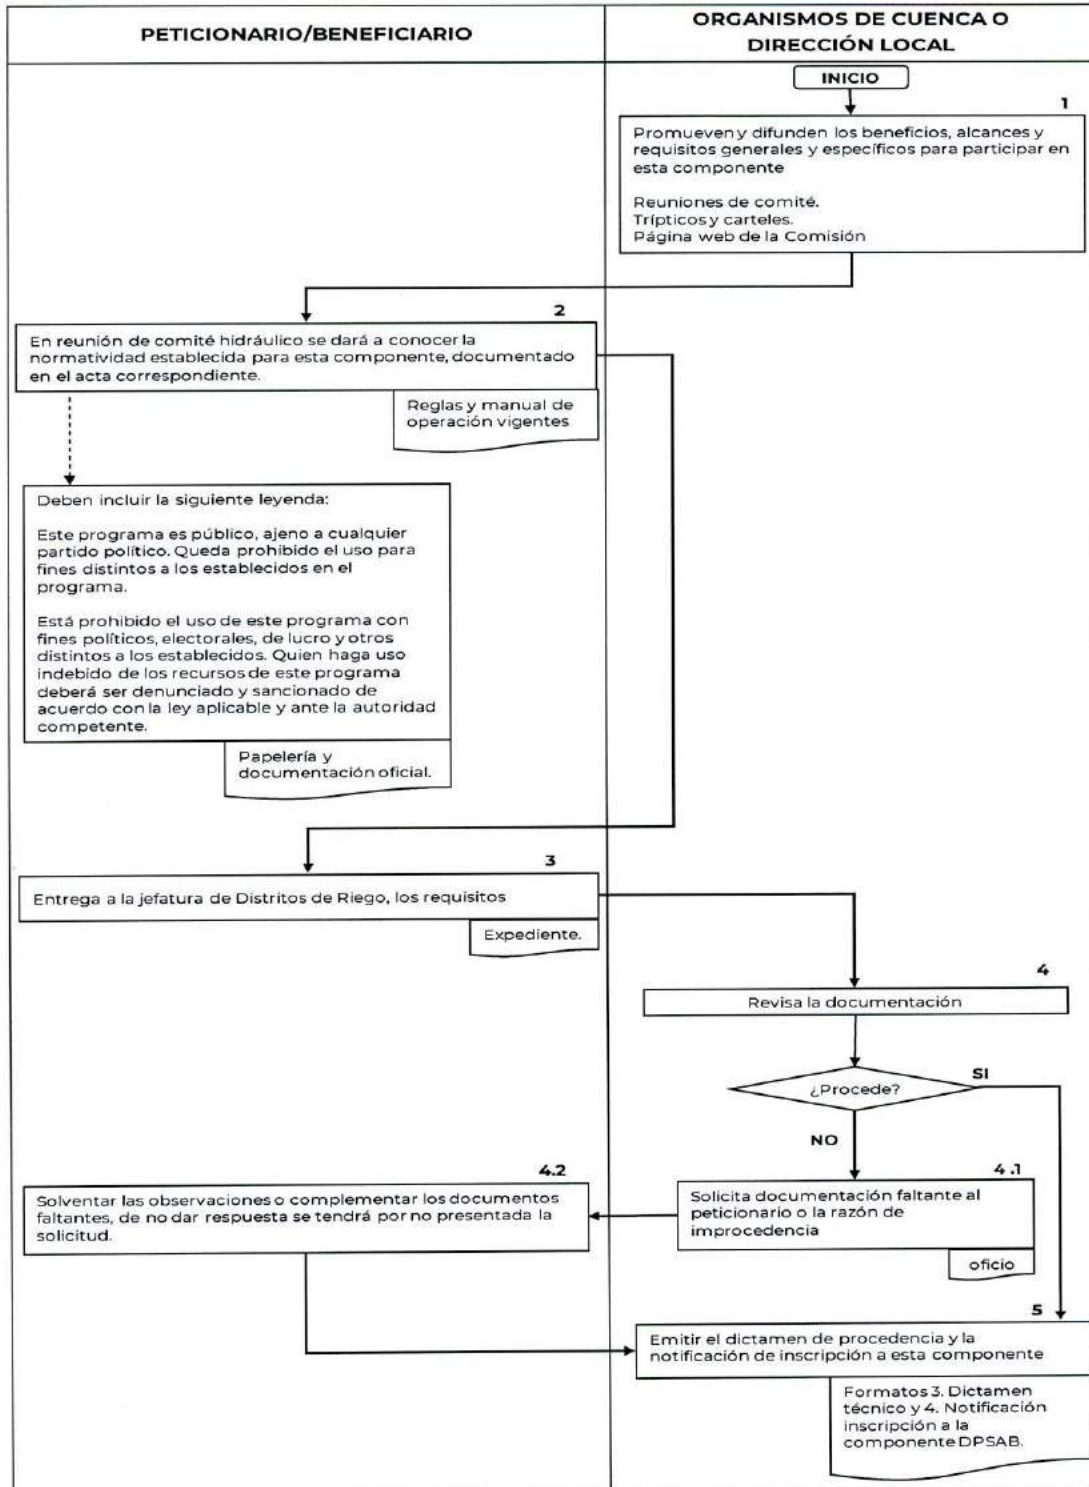 PETICIONARIO/BENEFICIARIO
ORGANISMOS DE CUENCA O
DIRECCIÓN LOCAL
INICIO
1
Promueven y difunden los beneficios, alcances y
requisitos generales y específicos para participar en
esta componente
Reuniones de comité.
Trípticos y carteles.
Página web de la Comisión
2
En reunión de comité hidráulico se dará a conocer la
normatividad establecida para esta componente, documentado
en el acta correspondiente.
Reglas y manual de
operación vigentes
Deben incluir la siguiente leyenda:
Este programa es público, ajeno a cualquier
partido político. Queda prohibido el uso para
fines distintos a los establecidos en el
programa.
Está prohibido el uso de este programa con
fines políticos, electorales, de lucro y otros
distintos a los establecidos. Quien haga uso
indebido de los recursos de este programa
deberá ser denunciado y sancionado de
acuerdo con la ley aplicable y ante la autoridad
competente.
Papelería y
documentación oficial.
3
Entrega a la jefatura de Distritos de Riego, los requisitos
Expediente.
4
Revisa la documentación
¿Procede?
SI
NO
4.1
Solicita documentación faltante al
peticionario o la razón de
improcedencia
oficio
4.2
Solventar las observaciones o complementar los documentos
faltantes, de no dar respuesta se tendrá por no presentada la
solicitud.
5
Emitir el dictamen de procedencia y la
notificación de inscripción a esta componente
Formatos 3. Dictamen
técnico y 4. Notificación
inscripción a la
componente DPSAB.